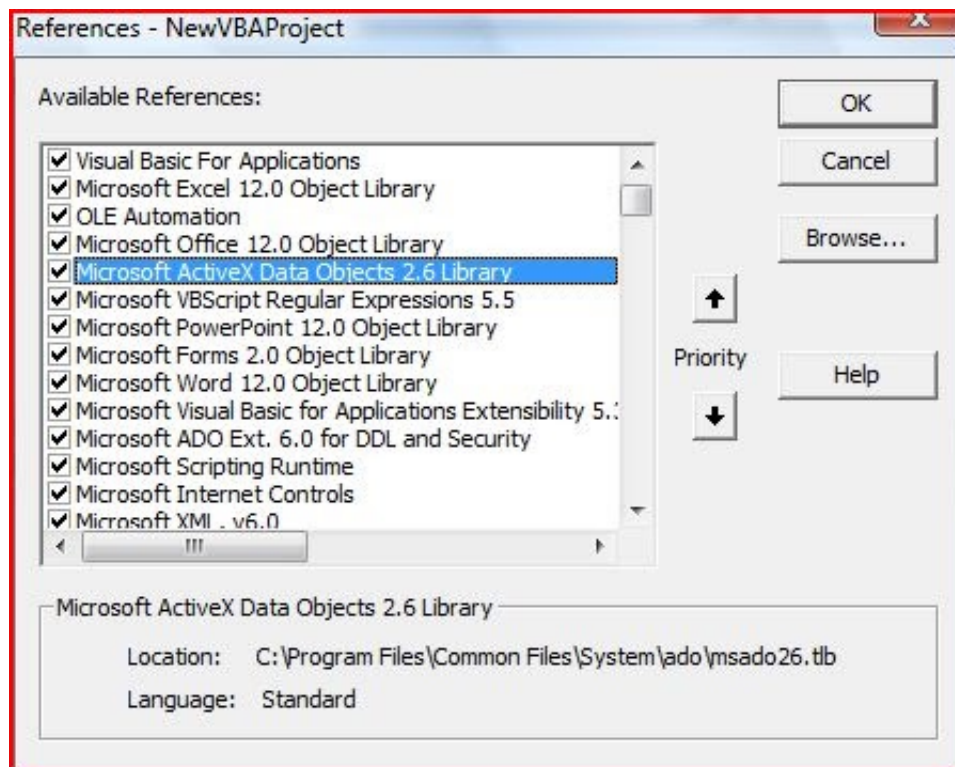 References - NewVBAProject
Available References:
OK
Cancel
Browse...
Priority
Help
Visual Basic For Applications
Microsoft Excel 12.0 Object Library
OLE Automation
Microsoft Office 12.0 Object Library
Microsoft ActiveX Data Objects 2.6 Library
Microsoft VBScript Regular Expressions 5.5
Microsoft PowerPoint 12.0 Object Library
Microsoft Forms 2.0 Object Library
Microsoft Word 12.0 Object Library
Microsoft Visual Basic for Applications Extensibility
Microsoft ADO Ext. 6.0 for DDL and Security
Microsoft Scripting Runtime
Microsoft Internet Controls
Microsoft XML, v6.0
Microsoft ActiveX Data Objects 2.6 Library
Location: C:\Program Files\Common Files\System\ado\msado26.tlb
Language: Standard